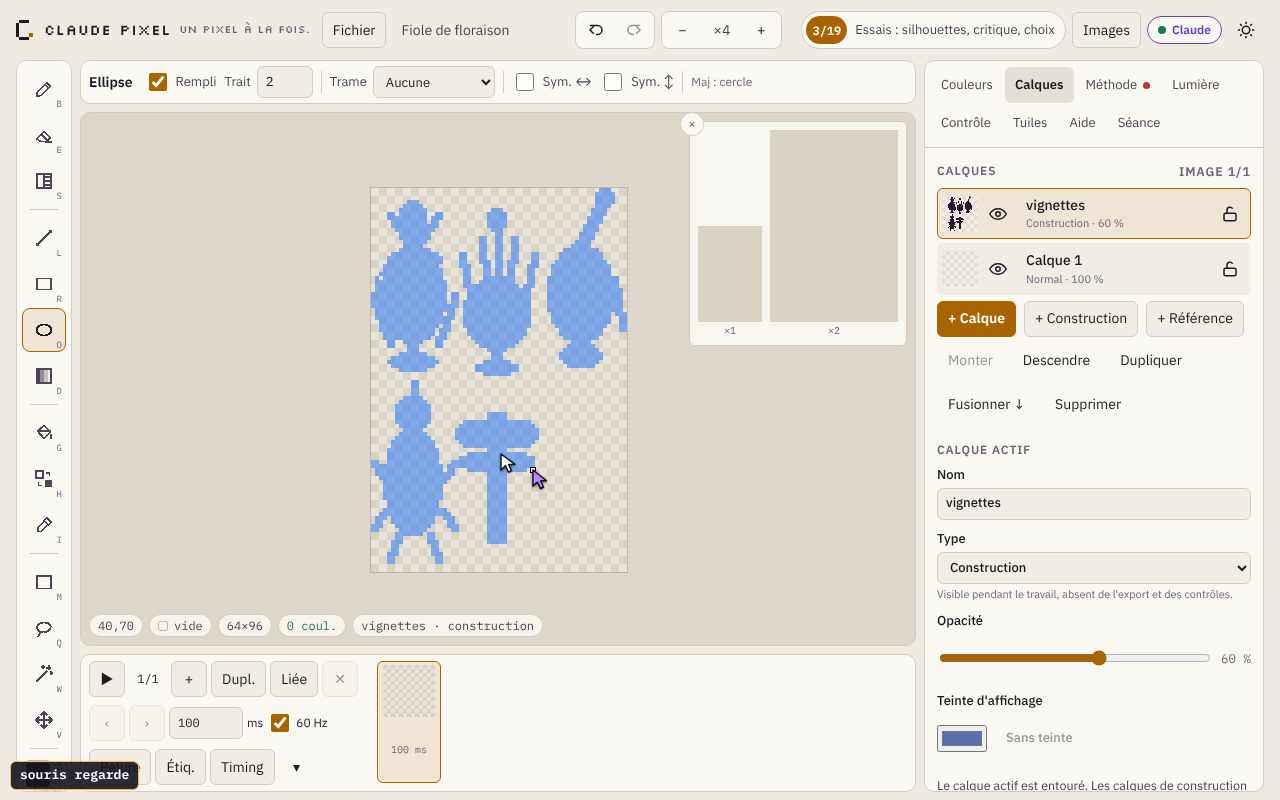 CLAUDE PIXEL UN PIXEL À LA FOIS. Fichier Fiole de floraison − ×4 + 3/19 Essais : silhouettes, critique, choix Images Claude
Ellipse Rempli Trait 2 Trame Aucune Sym. ↔ Sym. ↕ Maj : cercle
B
E
S
L
R
O
D
G
H
I
M
Q
W
V
×
×1 ×2
40,70 vide 64×96 0 coul. vignettes · construction
1/1 + Dupl. Liée ×
‹ › 100 ms 60 Hz
Étiq. Timing ▼
100 ms
souris regarde
Couleurs Calques Méthode Lumière
Contrôle Tuiles Aide Séance
CALQUES IMAGE 1/1
vignettes
Construction · 60 %
Calque 1
Normal · 100 %
+ Calque + Construction + Référence
Monter Descendre Dupliquer
Fusionner ↓ Supprimer
CALQUE ACTIF
Nom
vignettes
Type
Construction
Visible pendant le travail, absent de l'export et des contrôles.
Opacité
60 %
Teinte d'affichage
Sans teinte
Le calque actif est entouré. Les calques de construction